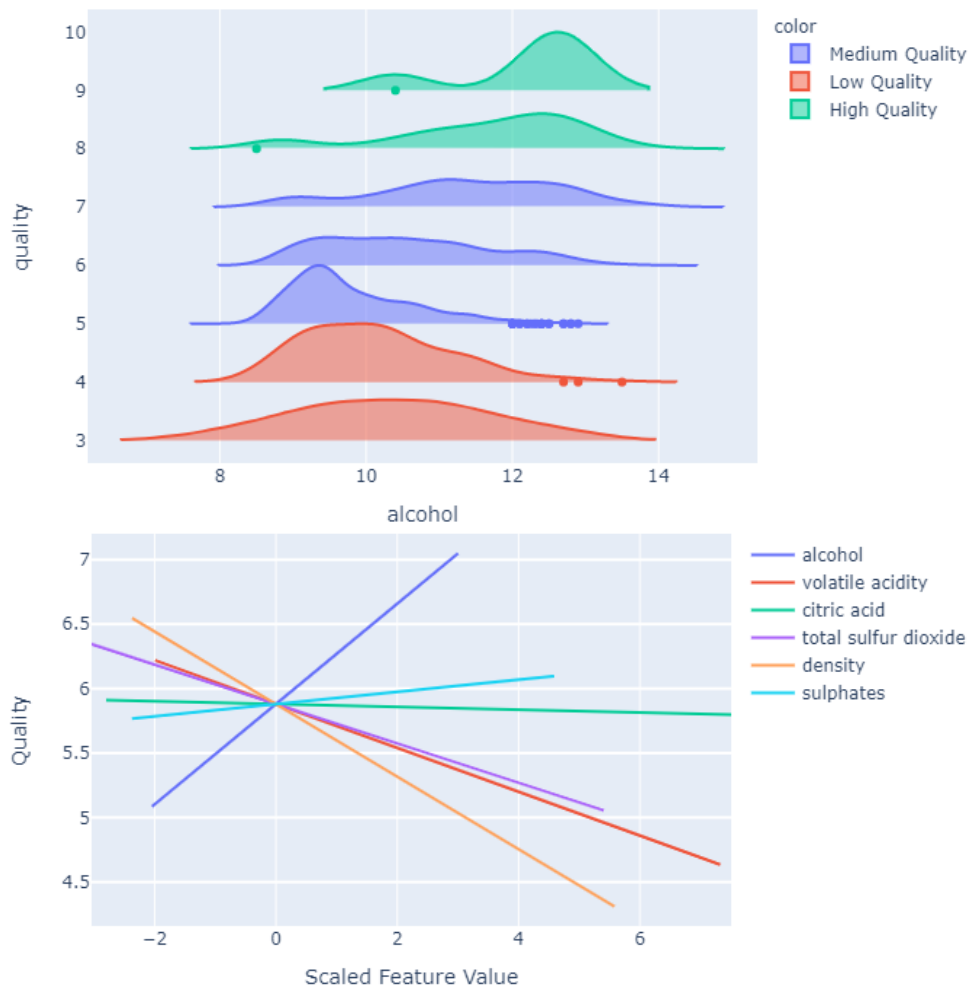 color
Medium Quality
Low Quality
High Quality
quality
10
9
8
7
6
5
4
3
8
10
12
14
alcohol
alcohol
volatile acidity
citric acid
total sulfur dioxide
density
sulphates
Quality
7
6.5
6
5.5
5
4.5
−2
0
2
4
6
Scaled Feature Value